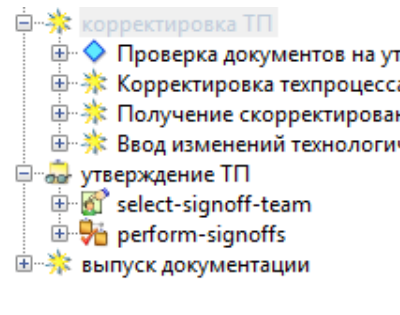 корректировка ТП
Проверка документов на ут
Корректировка техпроцесса
Получение скорректирован
Ввод изменений технологич
утверждение ТП
select-signoff-team
perform-signoffs
выпуск документации